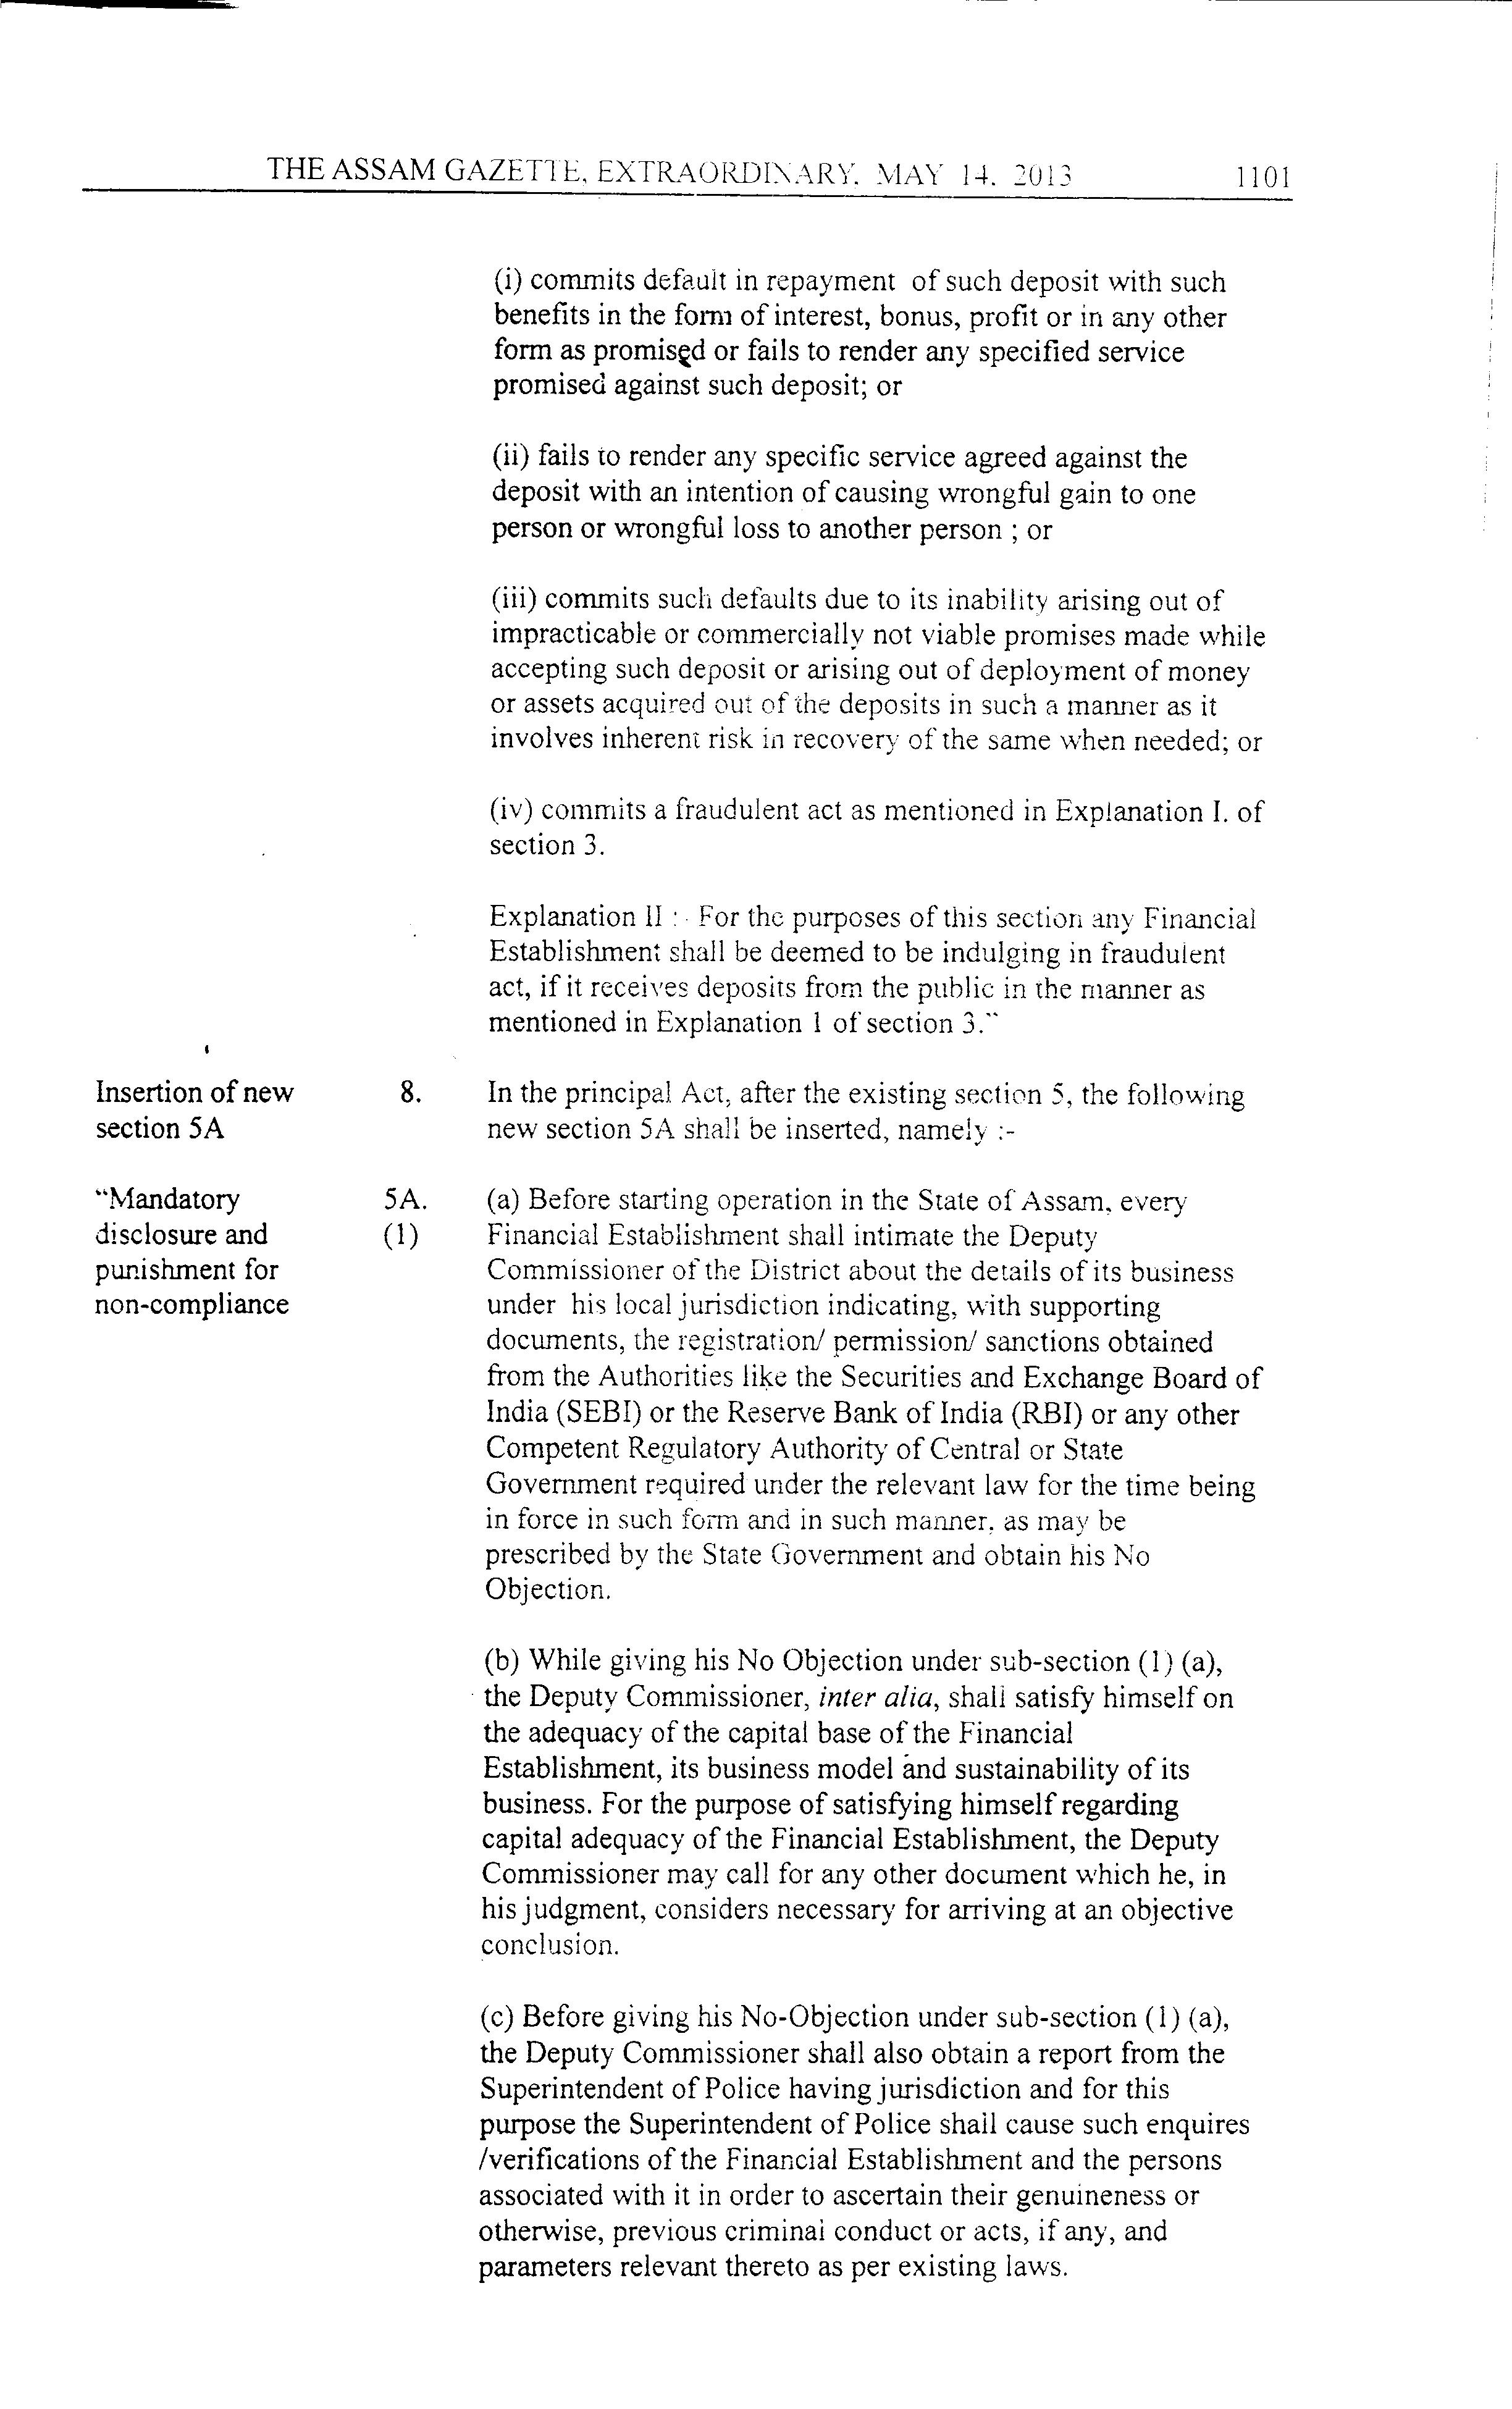 THE ASSAM GAZETTE, EXTRAORDINARY, MAY 14, 2013 1101
(i) commits default in repayment of such deposit with such
benefits in the form of interest, bonus, profit or in any other
form as promised or fails to render any specified service
promised against such deposit; or
(ii) fails to render any specific service agreed against the
deposit with an intention of causing wrongful gain to one
person or wrongful loss to another person ; or
(iii) commits such defaults due to its inability arising out of
impracticable or commercially not viable promises made while
accepting such deposit or arising out of deployment of money
or assets acquired out of the deposits in such a manner as it
involves inherent risk in recovery of the same when needed; or
(iv) commits a fraudulent act as mentioned in Explanation I. of
section 3.
Explanation II : For the purposes of this section any Financial
Establishment shall be deemed to be indulging in fraudulent
act, if it receives deposits from the public in the manner as
mentioned in Explanation 1 of section 3."
Insertion of new 8. In the principal Act, after the existing section 5, the following
section 5A new section 5A shall be inserted, namely :-
"Mandatory 5A. (a) Before starting operation in the State of Assam, every
disclosure and (1) Financial Establishment shall intimate the Deputy
punishment for Commissioner of the District about the details of its business
non-compliance under his local jurisdiction indicating, with supporting
documents, the registration/ permission/ sanctions obtained
from the Authorities like the Securities and Exchange Board of
India (SEBI) or the Reserve Bank of India (RBI) or any other
Competent Regulatory Authority of Central or State
Government required under the relevant law for the time being
in force in such form and in such manner, as may be
prescribed by the State Government and obtain his No
Objection.
(b) While giving his No Objection under sub-section (1) (a),
the Deputy Commissioner, inter alia, shall satisfy himself on
the adequacy of the capital base of the Financial
Establishment, its business model and sustainability of its
business. For the purpose of satisfying himself regarding
capital adequacy of the Financial Establishment, the Deputy
Commissioner may call for any other document which he, in
his judgment, considers necessary for arriving at an objective
conclusion.
(c) Before giving his No-Objection under sub-section (1) (a),
the Deputy Commissioner shall also obtain a report from the
Superintendent of Police having jurisdiction and for this
purpose the Superintendent of Police shall cause such enquires
/verifications of the Financial Establishment and the persons
associated with it in order to ascertain their genuineness or
otherwise, previous criminal conduct or acts, if any, and
parameters relevant thereto as per existing laws.